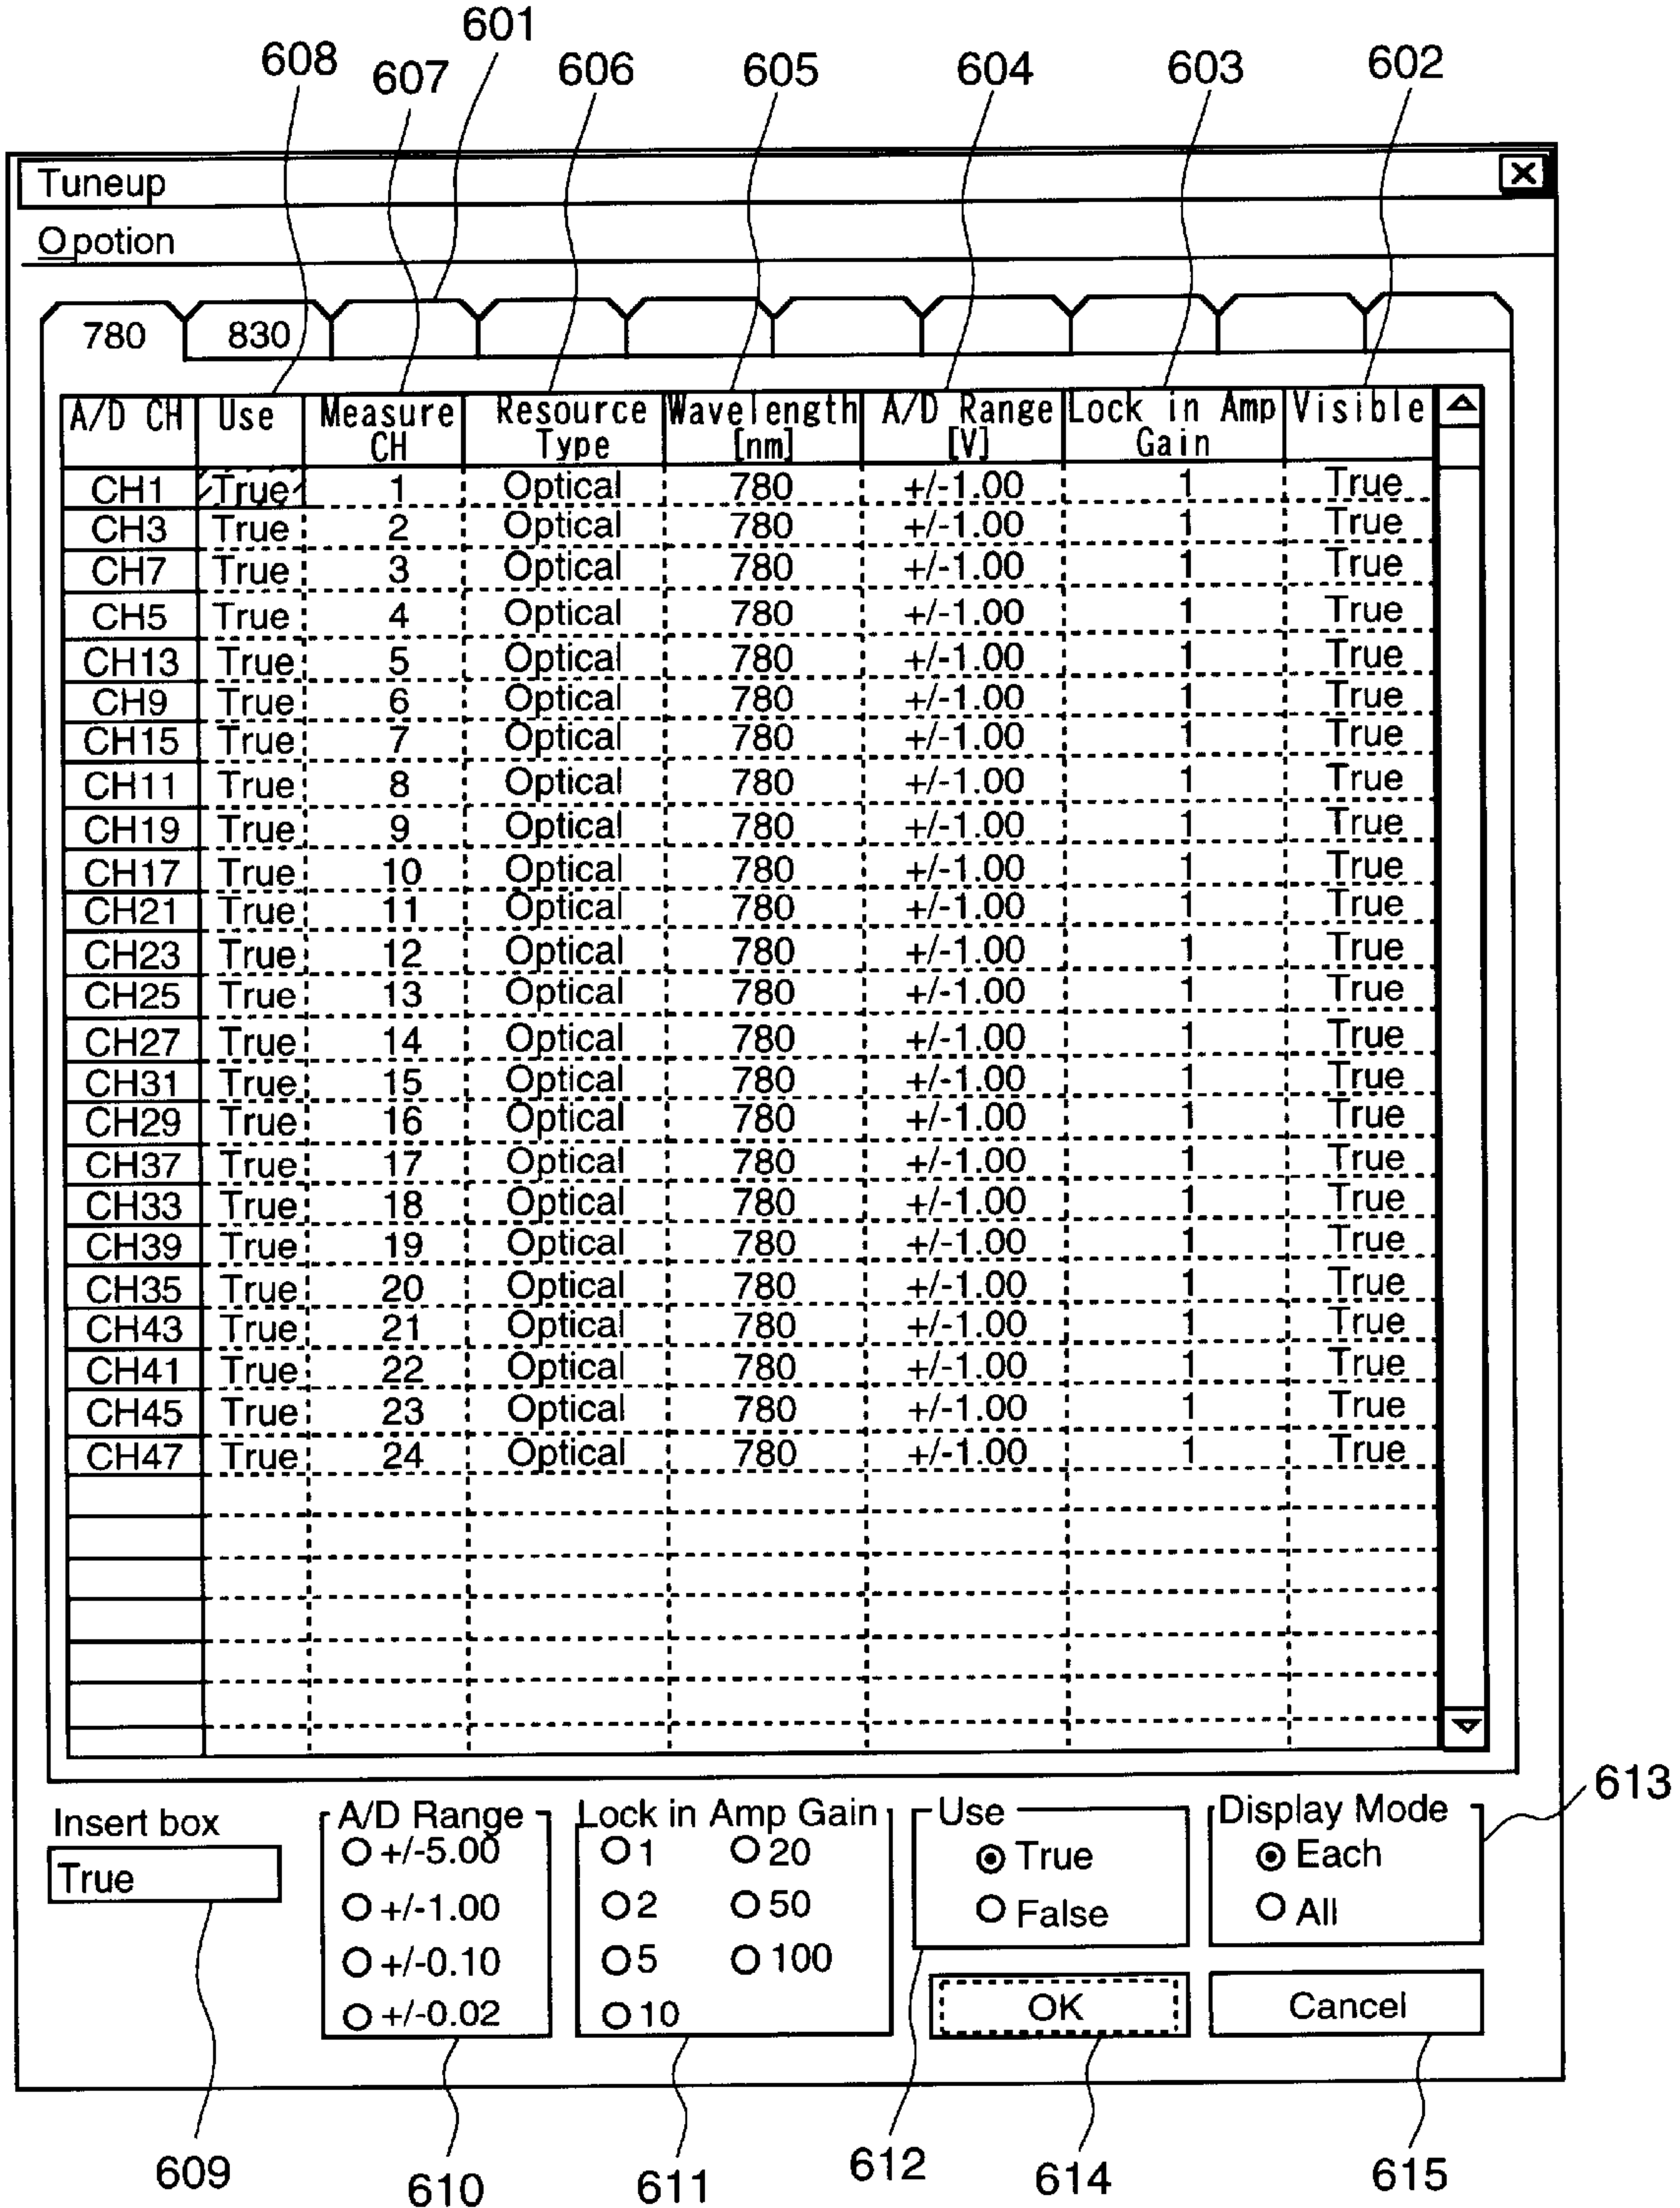 601
608 607 606 605 604 603 602
Tuneup
Opotion
780 830
A/D CH Use Measure CH Resource Type Wavelength [nm] A/D Range [V] Lock in Amp Gain Visible
CH1 True 1 Optical 780 +/-1.00 1 True
CH3 True 2 Optical 780 +/-1.00 1 True
CH7 True 3 Optical 780 +/-1.00 1 True
CH5 True 4 Optical 780 +/-1.00 1 True
CH13 True 5 Optical 780 +/-1.00 1 True
CH9 True 6 Optical 780 +/-1.00 1 True
CH15 True 7 Optical 780 +/-1.00 1 True
CH11 True 8 Optical 780 +/-1.00 1 True
CH19 True 9 Optical 780 +/-1.00 1 True
CH17 True 10 Optical 780 +/-1.00 1 True
CH21 True 11 Optical 780 +/-1.00 1 True
CH23 True 12 Optical 780 +/-1.00 1 True
CH25 True 13 Optical 780 +/-1.00 1 True
CH27 True 14 Optical 780 +/-1.00 1 True
CH31 True 15 Optical 780 +/-1.00 1 True
CH29 True 16 Optical 780 +/-1.00 1 True
CH37 True 17 Optical 780 +/-1.00 1 True
CH33 True 18 Optical 780 +/-1.00 1 True
CH39 True 19 Optical 780 +/-1.00 1 True
CH35 True 20 Optical 780 +/-1.00 1 True
CH43 True 21 Optical 780 +/-1.00 1 True
CH41 True 22 Optical 780 +/-1.00 1 True
CH45 True 23 Optical 780 +/-1.00 1 True
CH47 True 24 Optical 780 +/-1.00 1 True
613
Insert box
True
A/D Range
+/-5.00
+/-1.00
+/-0.10
+/-0.02
Lock in Amp Gain
1 20
2 50
5 100
10
Use
True
False
Display Mode
Each
All
OK
Cancel
609 610 611 612 614 615